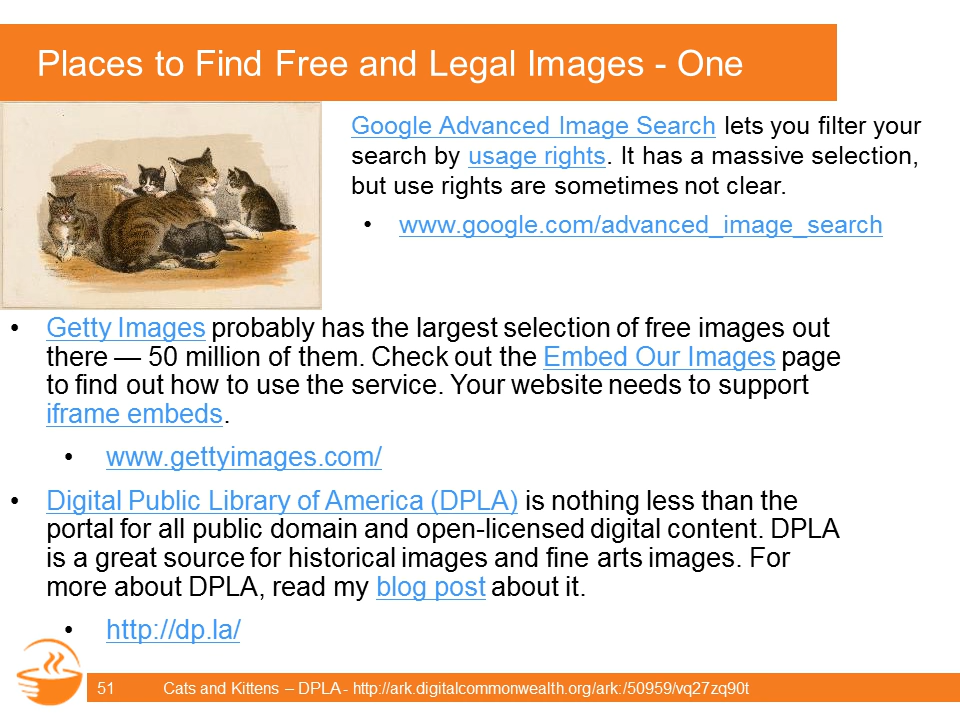 Places to Find Free and Legal Images - One
Google Advanced Image Search lets you filter your
search by usage rights. It has a massive selection,
but use rights are sometimes not clear.
• www.google.com/advanced_image_search
• Getty Images probably has the largest selection of free images out
there — 50 million of them. Check out the Embed Our Images page
to find out how to use the service. Your website needs to support
iframe embeds.
• www.gettyimages.com/
• Digital Public Library of America (DPLA) is nothing less than the
portal for all public domain and open-licensed digital content. DPLA
is a great source for historical images and fine arts images. For
more about DPLA, read my blog post about it.
• http://dp.la/
51 Cats and Kittens – DPLA - http://ark.digitalcommonwealth.org/ark:/50959/vq27zq90t